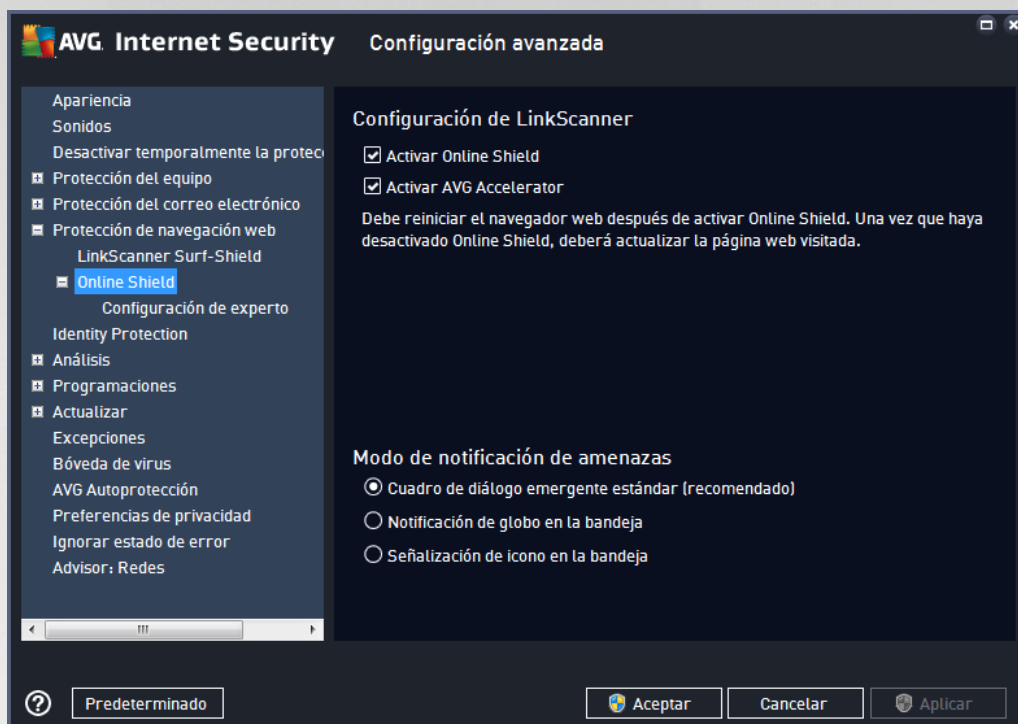 AVG. Internet Security
Configuración avanzada
Apariencia
Sonidos
Desactivar temporalmente la protec
Protección del equipo
Protección del correo electrónico
Protección de navegación web
LinkScanner Surf-Shield
Online Shield
Configuración de experto
Identity Protection
Análisis
Programaciones
Actualizar
Excepciones
Bóveda de virus
AVG Autoprotección
Preferencias de privacidad
Ignorar estado de error
Advisor: Redes
Configuración de LinkScanner
Activar Online Shield
Activar AVG Accelerator
Debe reiniciar el navegador web después de activar Online Shield. Una vez que haya
desactivado Online Shield, deberá actualizar la página web visitada.
Modo de notificación de amenazas
Cuadro de diálogo emergente estándar (recomendado)
Notificación de globo en la bandeja
Señalización de icono en la bandeja
?
Predeterminado
Aceptar
Cancelar
Aplicar